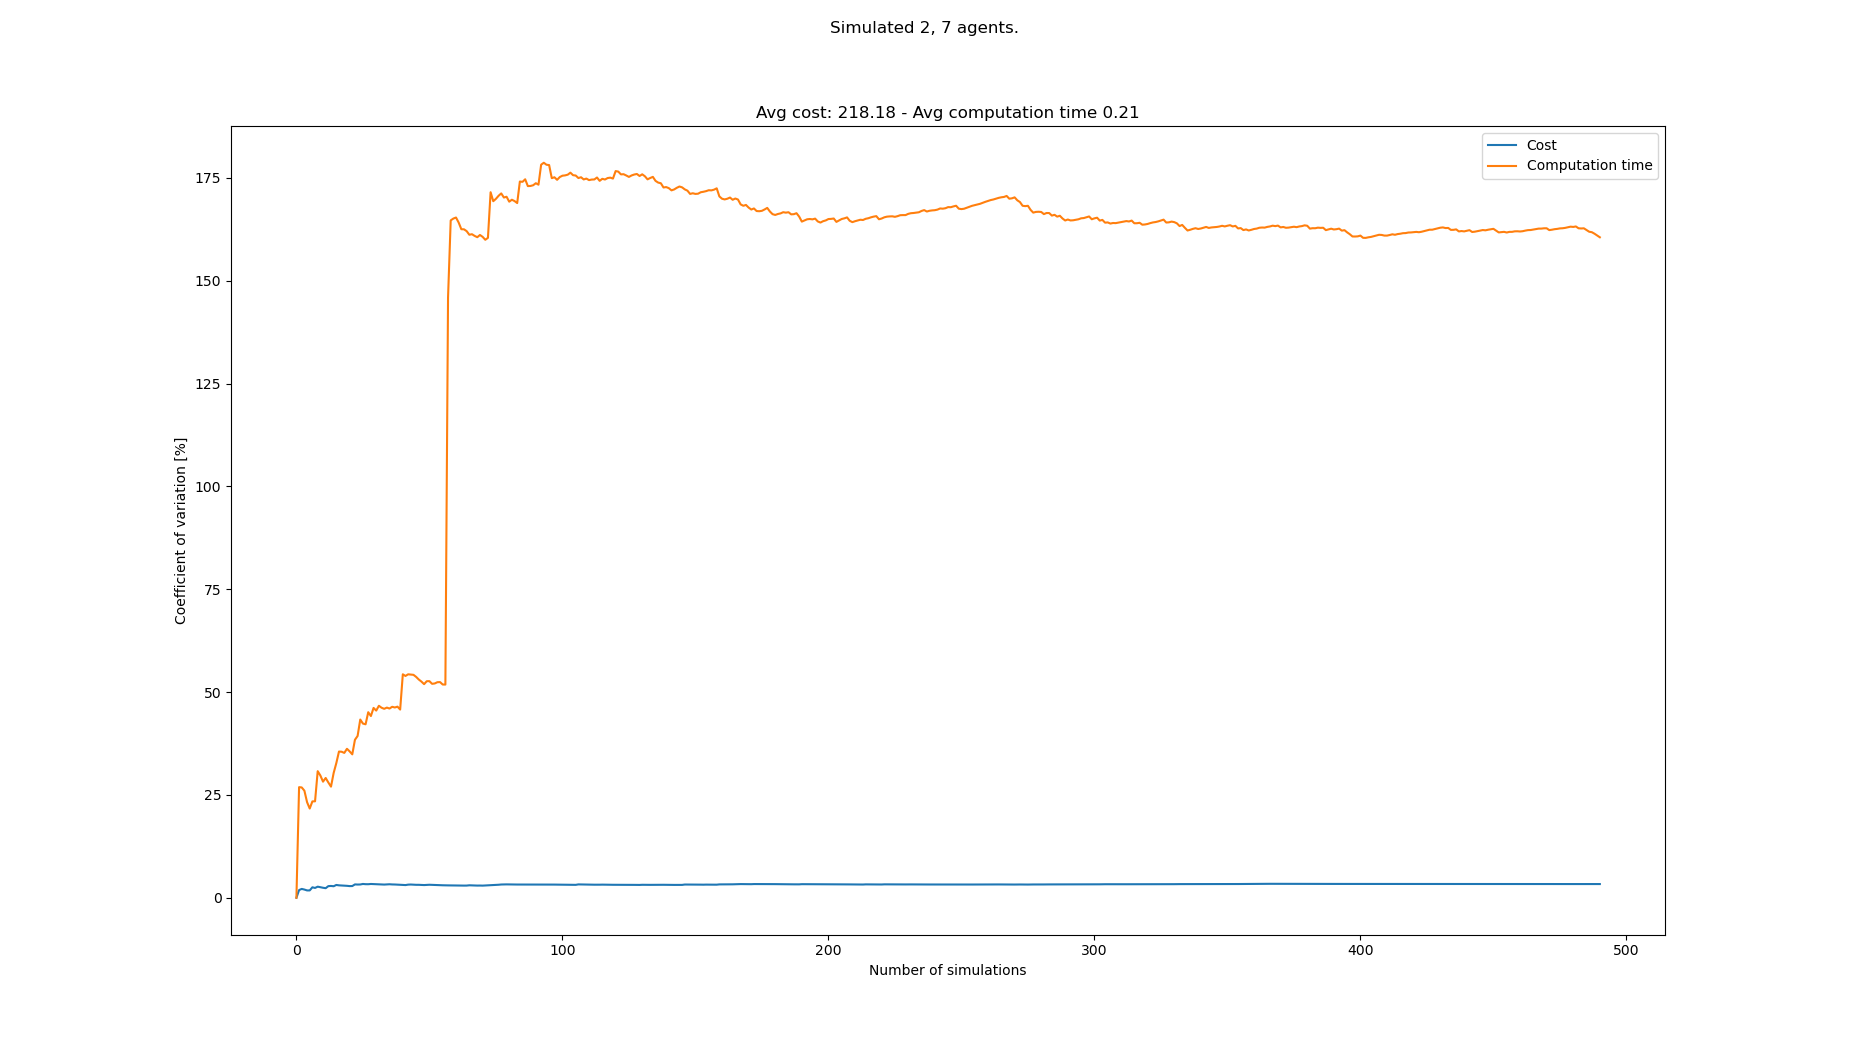 Simulated 2, 7 agents.
Avg cost: 218.18 - Avg computation time 0.21
Cost
Computation time
175
150
125
100
75
50
25
0
Coefficient of variation [%]
0 100 200 300 400 500
Number of simulations